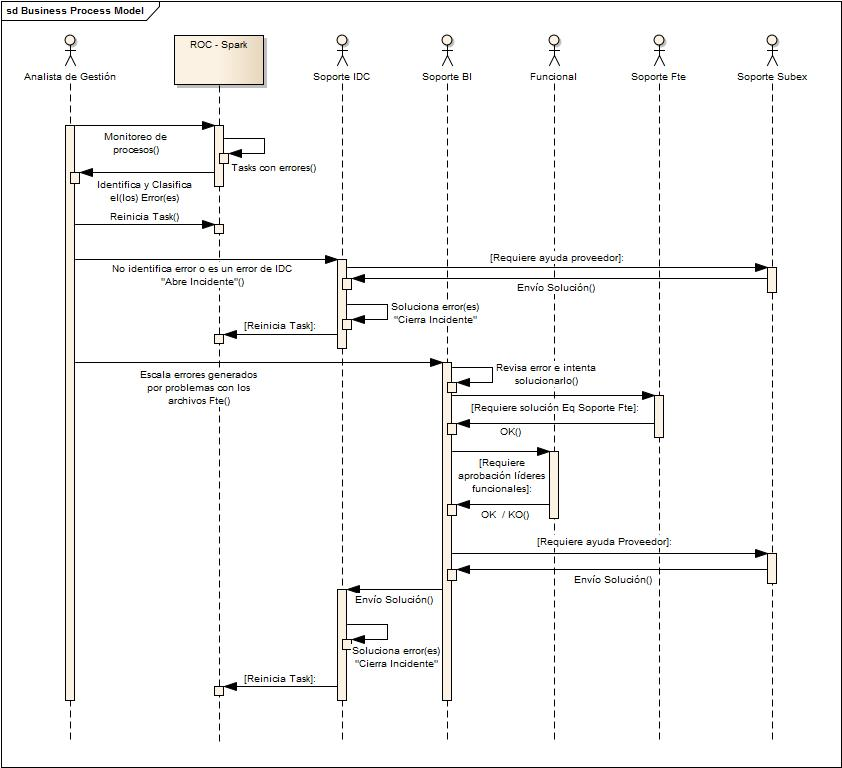 sd Business Process Model
Analista de Gestión
ROC - Spark
Soporte IDC
Soporte BI
Funcional
Soporte Fte
Soporte Subex
Monitoreo de
procesos()
Tasks con errores()
Identifica y Clasifica
el(los) Error(es)
Reinicia Task()
No identifica error o es un error de IDC
"Abre Incidente"()
[Requiere ayuda proveedor]:
Envío Solución()
Soluciona error(es)
"Cierra Incidente"
[Reinicia Task]:
Escala errores generados
por problemas con los
archivos Fte()
Revisa error e intenta
solucionarlo()
[Requiere solución Eq Soporte Fte]:
OK()
[Requiere
aprobación líderes
funcionales]:
OK / KO()
[Requiere ayuda Proveedor]:
Envío Solución()
Envío Solución()
Soluciona error(es)
"Cierra Incidente"
[Reinicia Task]: